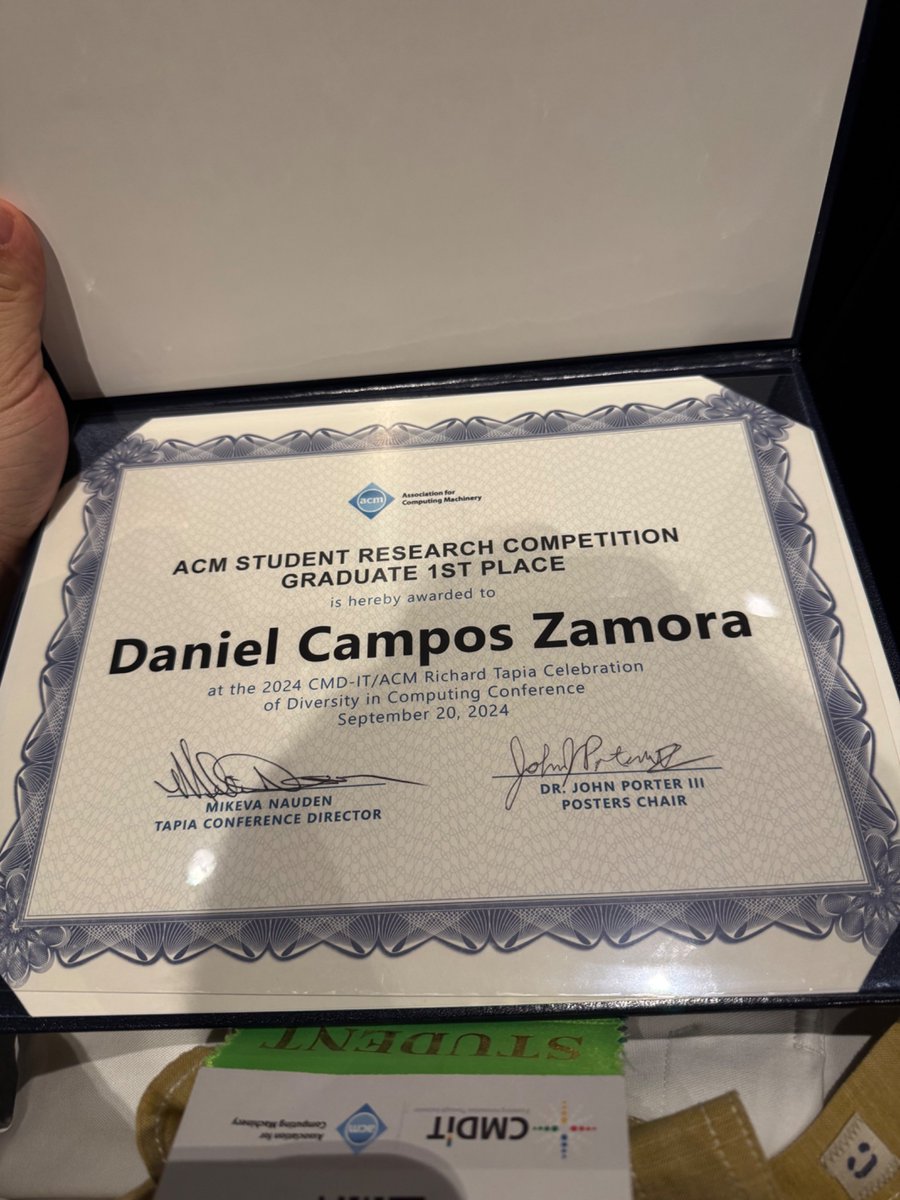 acm
Association for
Computing Machinery
ACM STUDENT RESEARCH COMPETITION
GRADUATE 1ST PLACE
is hereby awarded to
Daniel Campos Zamora
at the 2024 CMD-IT/ACM Richard Tapia Celebration
of Diversity in Computing Conference
September 20, 2024
John J Porter III
MIKEVA NAUDEN
TAPIA CONFERENCE DIRECTOR
DR. JOHN PORTER III
POSTERS CHAIR
STUDENT
CMDiT
acm
Association for
Computing Machinery